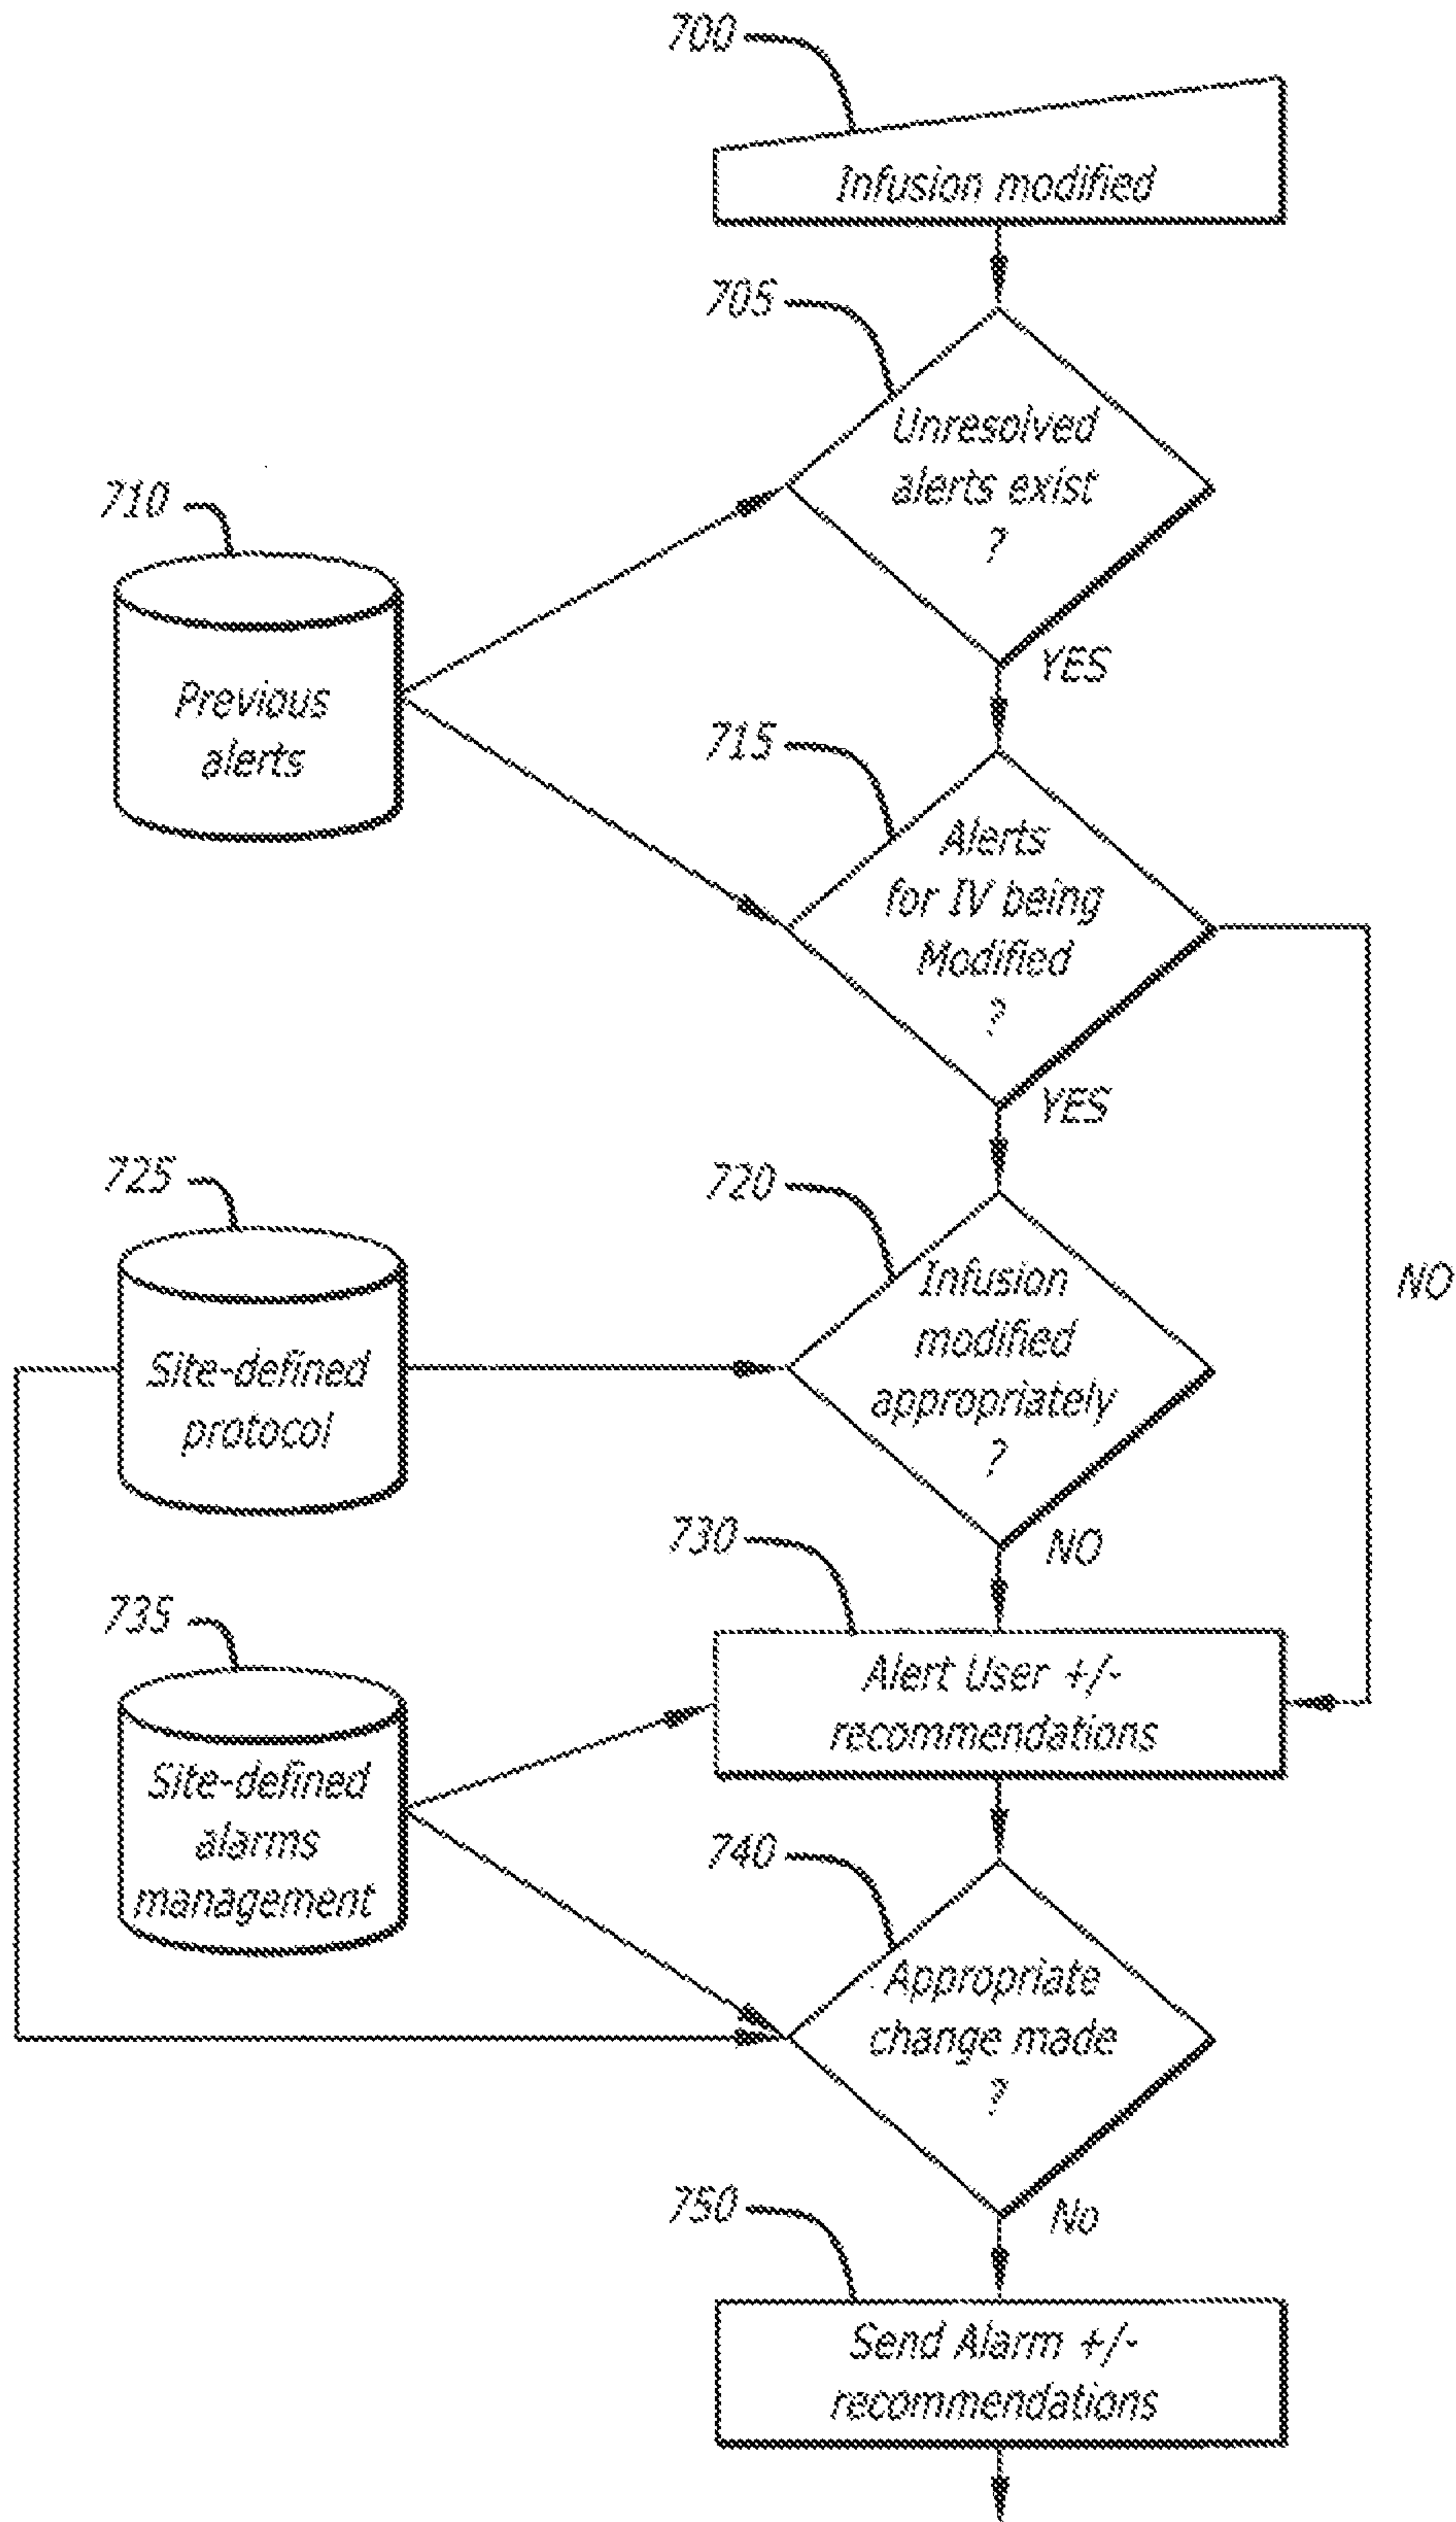 700
Infusion modified
705
Unresolved
alerts exist
?
710
Previous
alerts
YES
715
Alerts
for IV being
Modified
?
YES
NO
725
Site-defined
protocol
720
Infusion
modified
appropriately
?
NO
730
Alert User +/-
recommendations
735
Site-defined
alarms
management
740
Appropriate
change made
?
No
750
Send Alarm +/-
recommendations